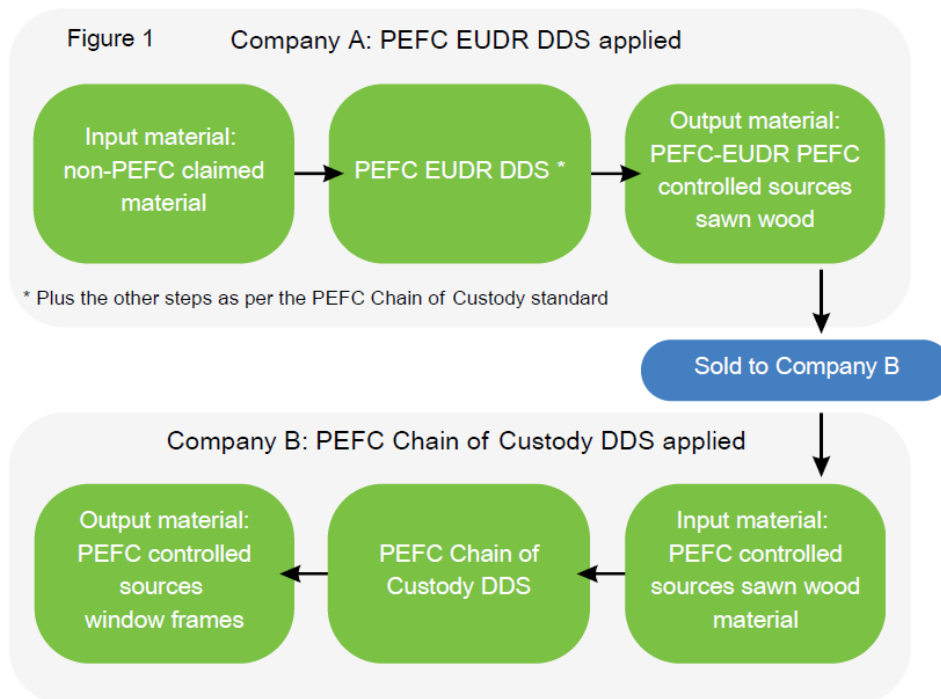 Figure 1
Company A: PEFC EUDR DDS applied
Input material:
non-PEFC claimed
material
PEFC EUDR DDS *
Output material:
PEFC-EUDR PEFC
controlled sources
sawn wood
* Plus the other steps as per the PEFC Chain of Custody standard
Sold to Company B
Company B: PEFC Chain of Custody DDS applied
Input material:
PEFC controlled
sources sawn wood
material
PEFC Chain of
Custody DDS
Output material:
PEFC controlled
sources
window frames